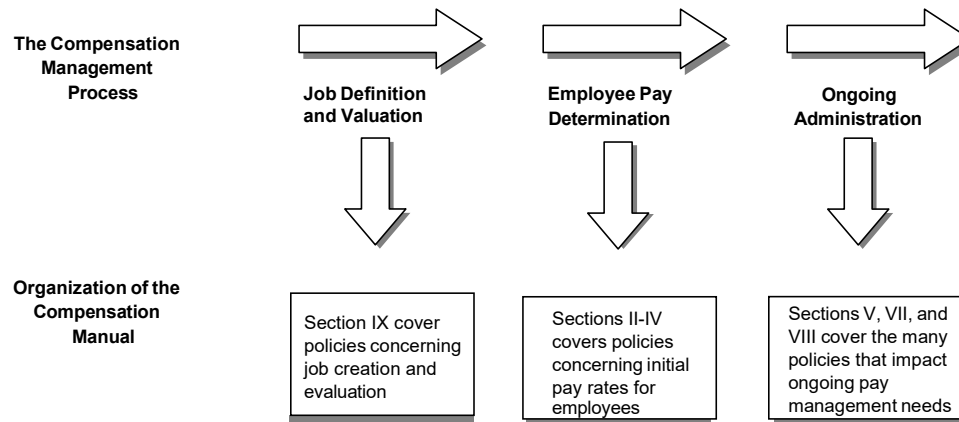 The Compensation
Management
Process
Job Definition
and Valuation
Employee Pay
Determination
Ongoing
Administration
Organization of the
Compensation
Manual
Section IX cover
policies concerning
job creation and
evaluation
Sections II-IV
covers policies
concerning initial
pay rates for
employees
Sections V, VII, and
VIII cover the many
policies that impact
ongoing pay
management needs